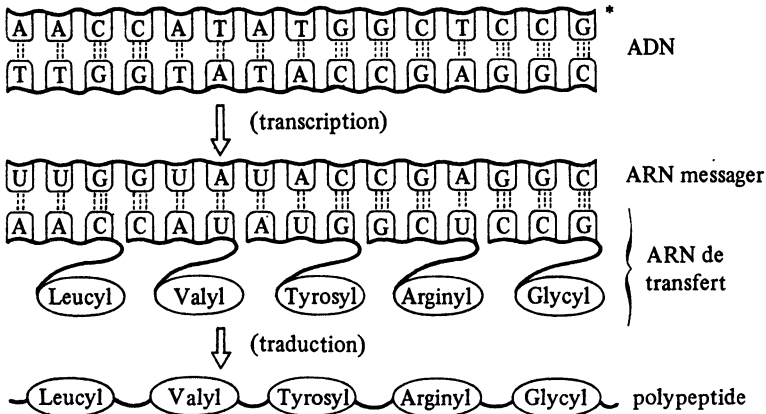 A A C C A T A T G G C T C C G *
ADN
T T G G T A T A C C G A G G C
(transcription)
U U G G U A U A C C G A G G C ARN messager
A A C C A U A U G G C U C C G
ARN de
transfert
Leucyl Valyl Tyrosyl Arginyl Glycyl
(traduction)
Leucyl Valyl Tyrosyl Arginyl Glycyl polypeptide